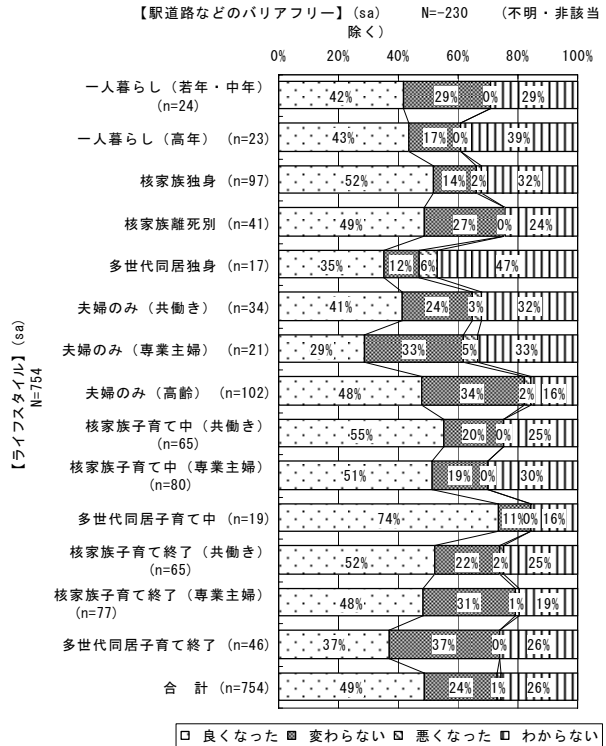 【駅道路などのバリアフリー】(sa)　　N=-230　　(不明・非該当
除く)
0%　20%　40%　60%　80%　100%
一人暮らし（若年・中年）
(n=24)
42%　29%　0%　29%
一人暮らし（高年）(n=23)
43%　17%　0%　39%
核家族独身 (n=97)
52%　14%　2%　32%
核家族離死別 (n=41)
49%　27%　0%　24%
多世代同居独身 (n=17)
35%　12%　6%　47%
夫婦のみ（共働き）(n=34)
41%　24%　3%　32%
夫婦のみ（専業主婦）(n=21)
29%　33%　5%　33%
夫婦のみ（高齢）(n=102)
48%　34%　2%　16%
核家族子育て中（共働き）
(n=65)
55%　20%　0%　25%
核家族子育て中（専業主婦）
(n=80)
51%　19%　0%　30%
多世代同居子育て中 (n=19)
74%　11%　0%　16%
核家族子育て終了（共働き）
(n=65)
52%　22%　2%　25%
核家族子育て終了（専業主婦）
(n=77)
48%　31%　1%　19%
多世代同居子育て終了 (n=46)
37%　37%　0%　26%
合　計 (n=754)
49%　24%　1%　26%
【ライフスタイル】(sa)
N=754
良くなった　変わらない　悪くなった　わからない